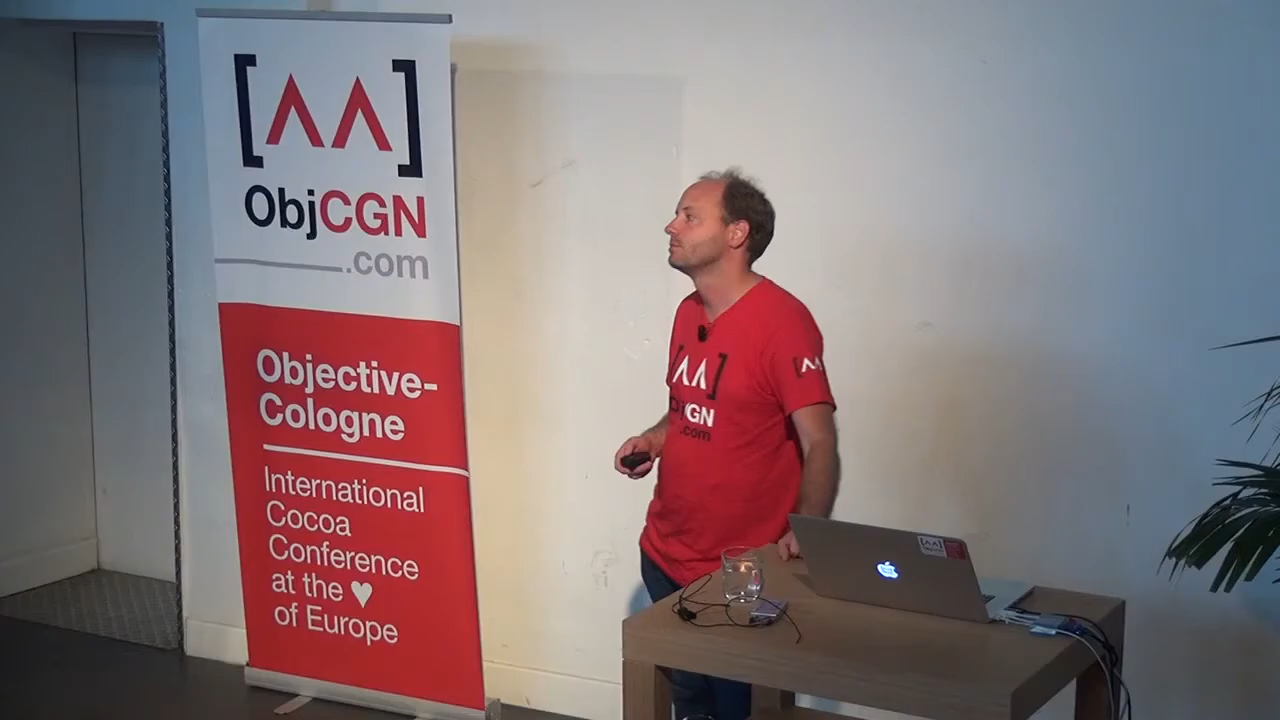 [^^]
ObjCGN
.com
Objective-
Cologne
International
Cocoa
Conference
at the ♥
of Europe
[^^]
ObjCGN
.com
[^^
[^^]